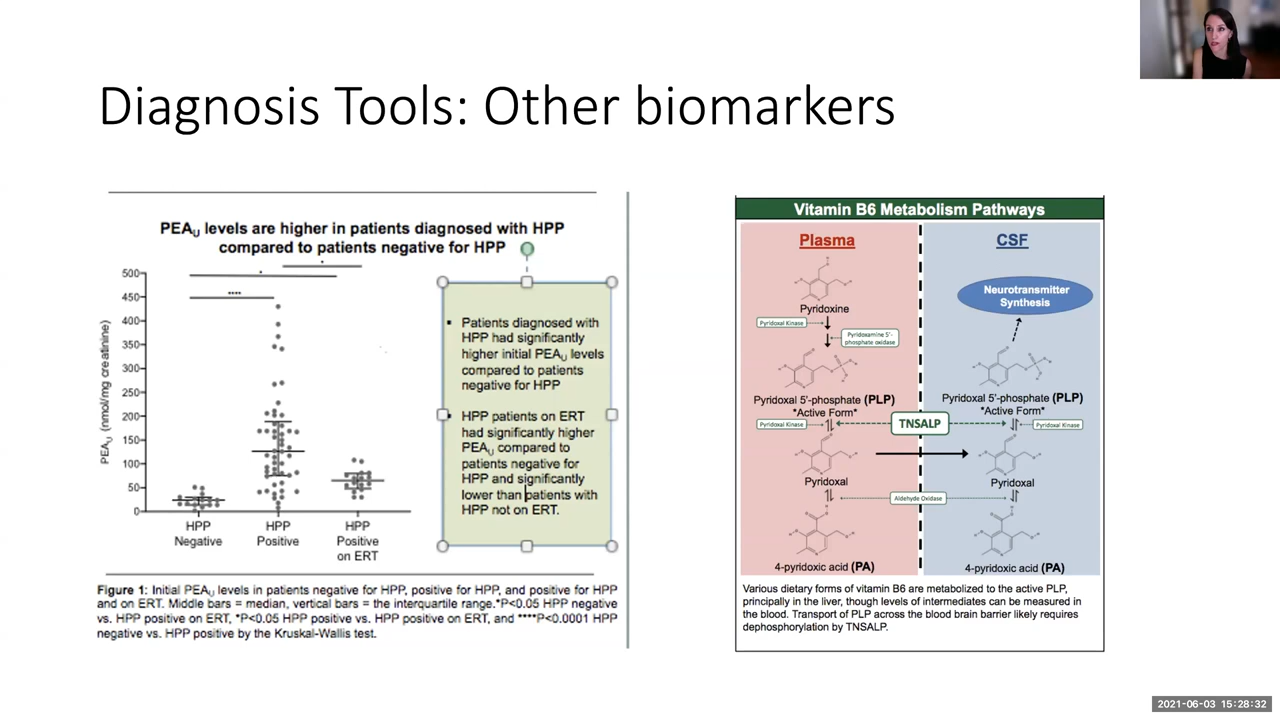 Diagnosis Tools: Other biomarkers
PEAU levels are higher in patients diagnosed with HPP
compared to patients negative for HPP
PEAU (nmol/mg creatinine)
500
450
400
350
300
250
200
150
100
50
0
****
*
*
HPP
Negative
HPP
Positive
HPP
Positive
on ERT
▪ Patients diagnosed with
HPP had significantly
higher initial PEAU levels
compared to patients
negative for HPP
▪ HPP patients on ERT
had significantly higher
PEAU compared to
patients negative for
HPP and significantly
lower than patients with
HPP not on ERT.
Figure 1: Initial PEAU levels in patients negative for HPP, positive for HPP, and positive for HPP
and on ERT. Middle bars = median, vertical bars = the interquartile range.*P<0.05 HPP negative
vs. HPP positive on ERT, *P<0.05 HPP positive vs. HPP positive on ERT, and ****P<0.0001 HPP
negative vs. HPP positive by the Kruskal-Wallis test.
Vitamin B6 Metabolism Pathways
Plasma
CSF
Pyridoxine
Neurotransmitter
Synthesis
Pyridoxal Kinase
Pyridoxamine 5'-
phosphate oxidase
Pyridoxal 5'-phosphate (PLP)
*Active Form*
Pyridoxal 5'-phosphate (PLP)
*Active Form*
Pyridoxal Kinase
TNSALP
Pyridoxal Kinase
Pyridoxal
Pyridoxal
Aldehyde Oxidase
4-pyridoxic acid (PA)
4-pyridoxic acid (PA)
Various dietary forms of vitamin B6 are metabolized to the active PLP,
principally in the liver, though levels of intermediates can be measured in
the blood. Transport of PLP across the blood brain barrier likely requires
dephosphorylation by TNSALP.
2021-06-03 15:28:32